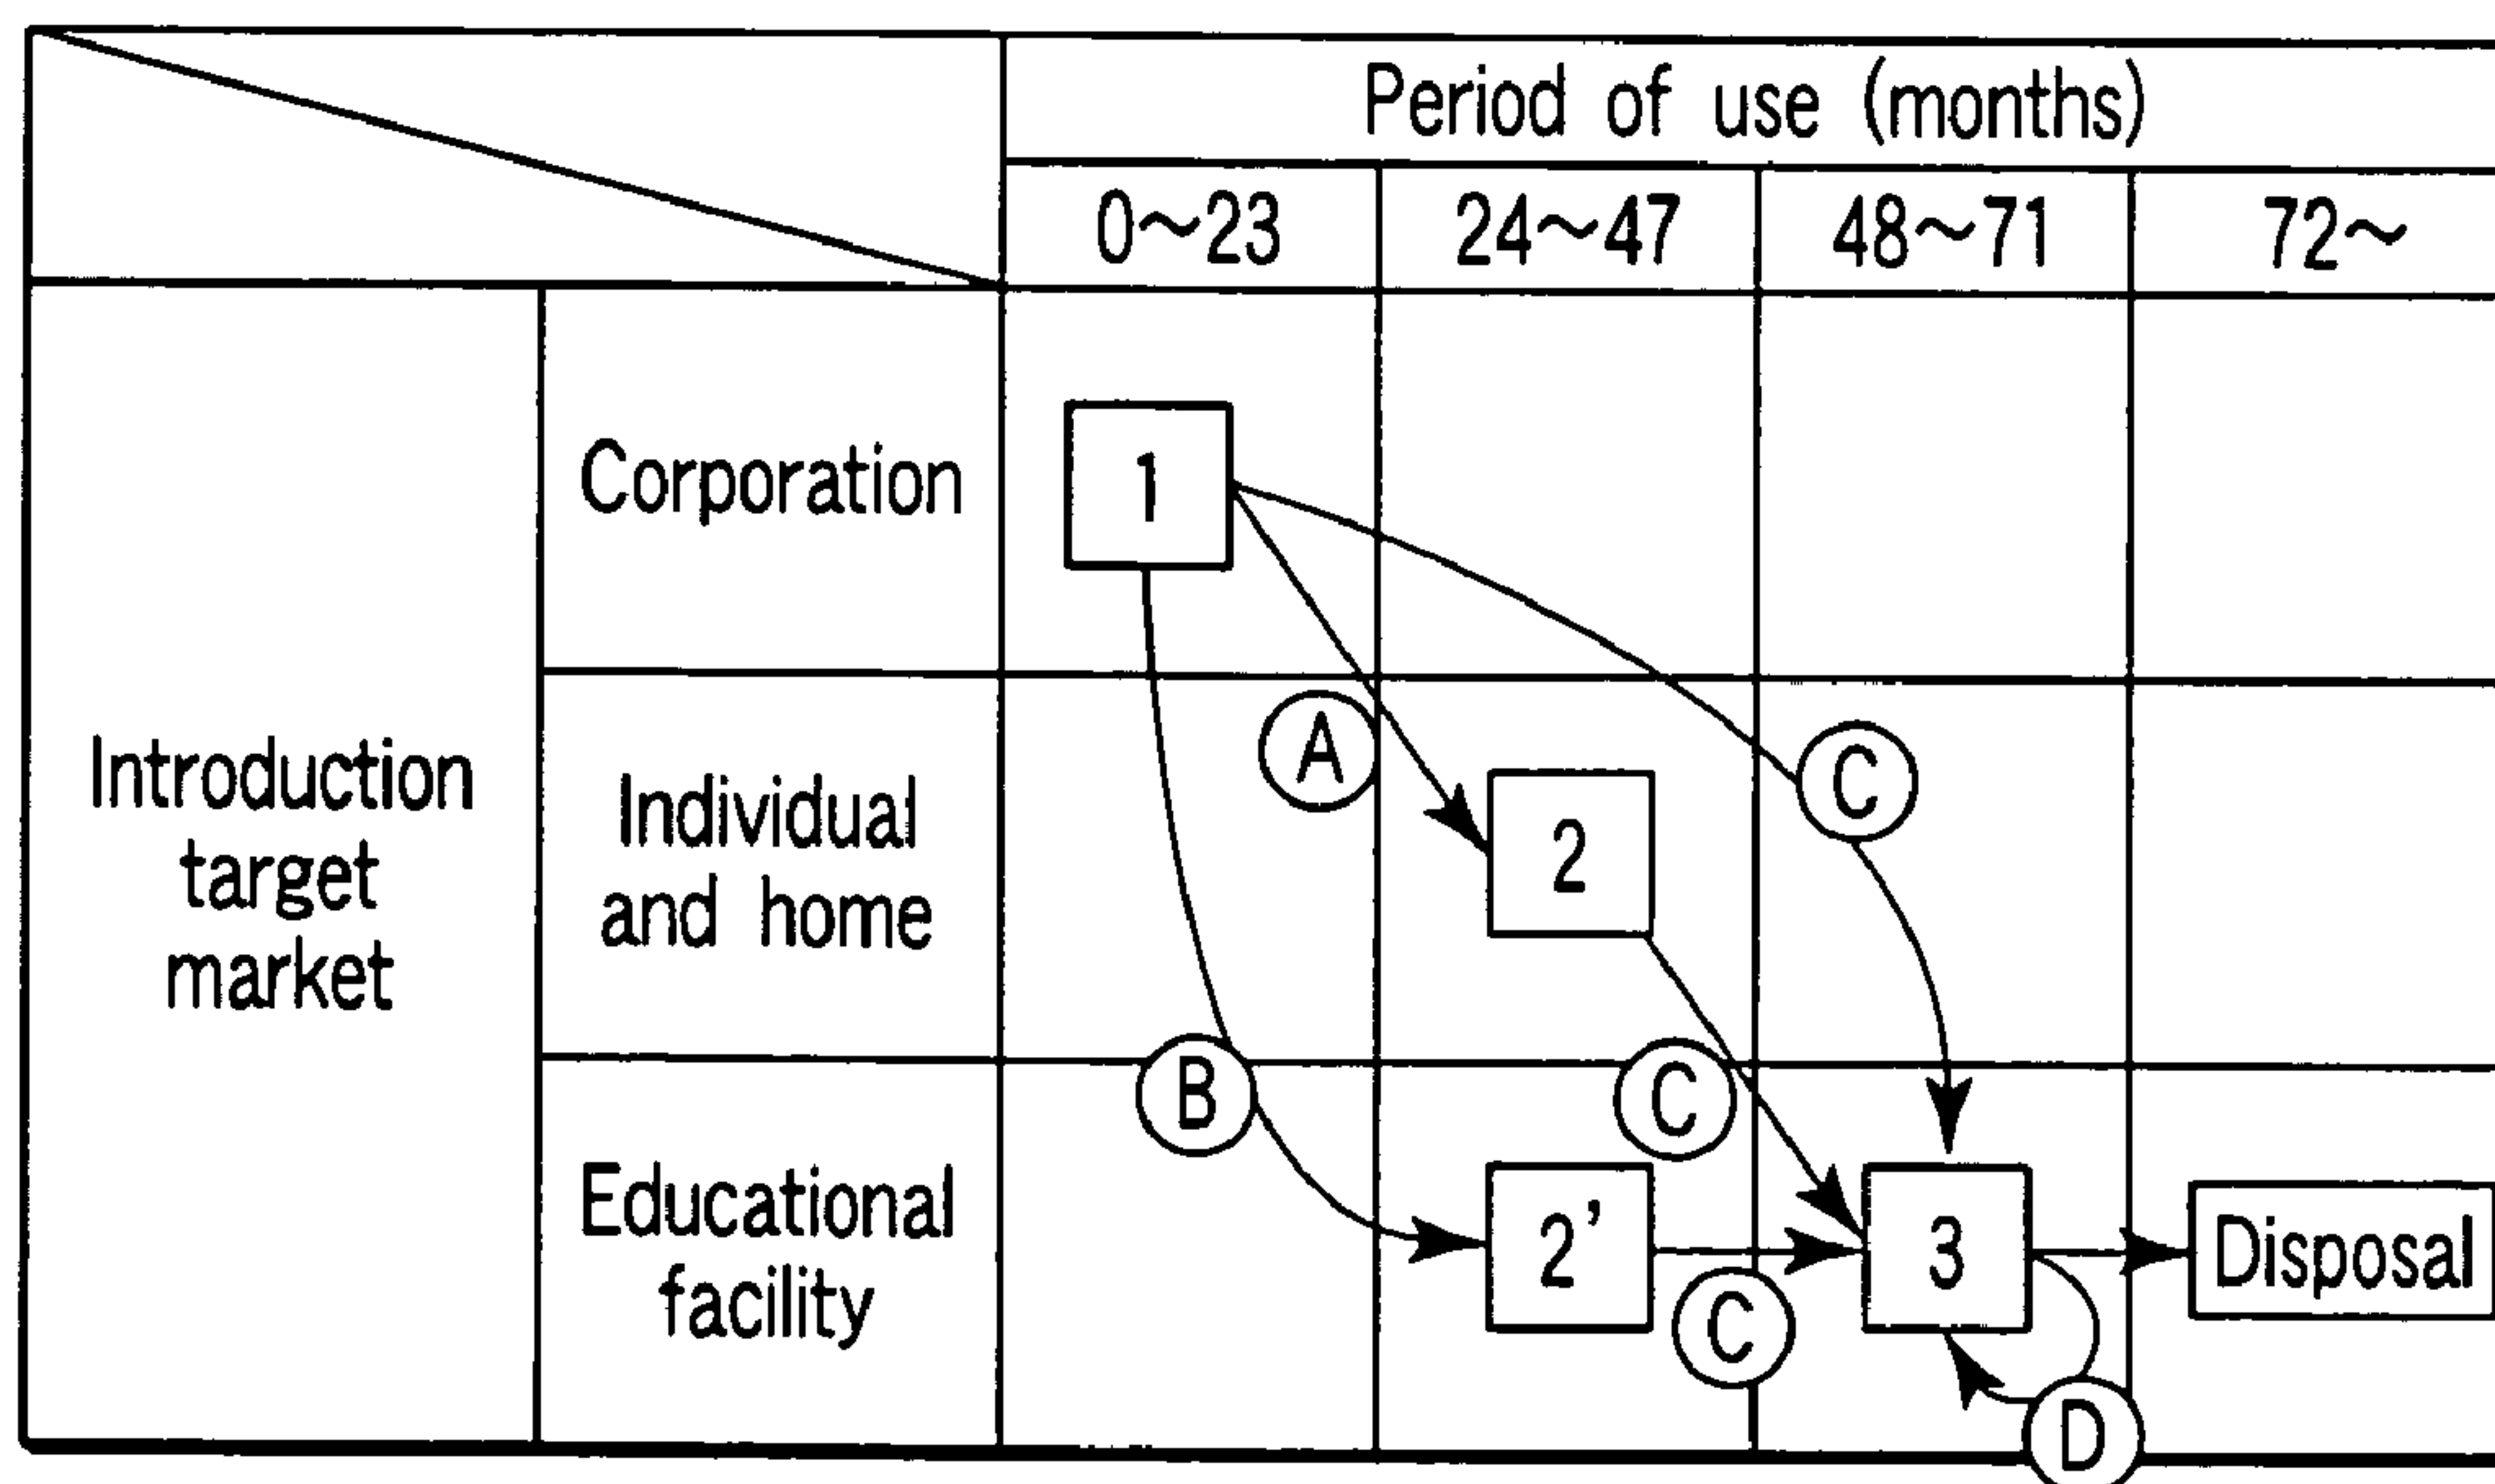 Period of use (months)
0~23
24~47
48~71
72~
Corporation
1
Introduction
target
market
Individual
and home
A
2
C
B
C
Educational
facility
2'
3
Disposal
C
D